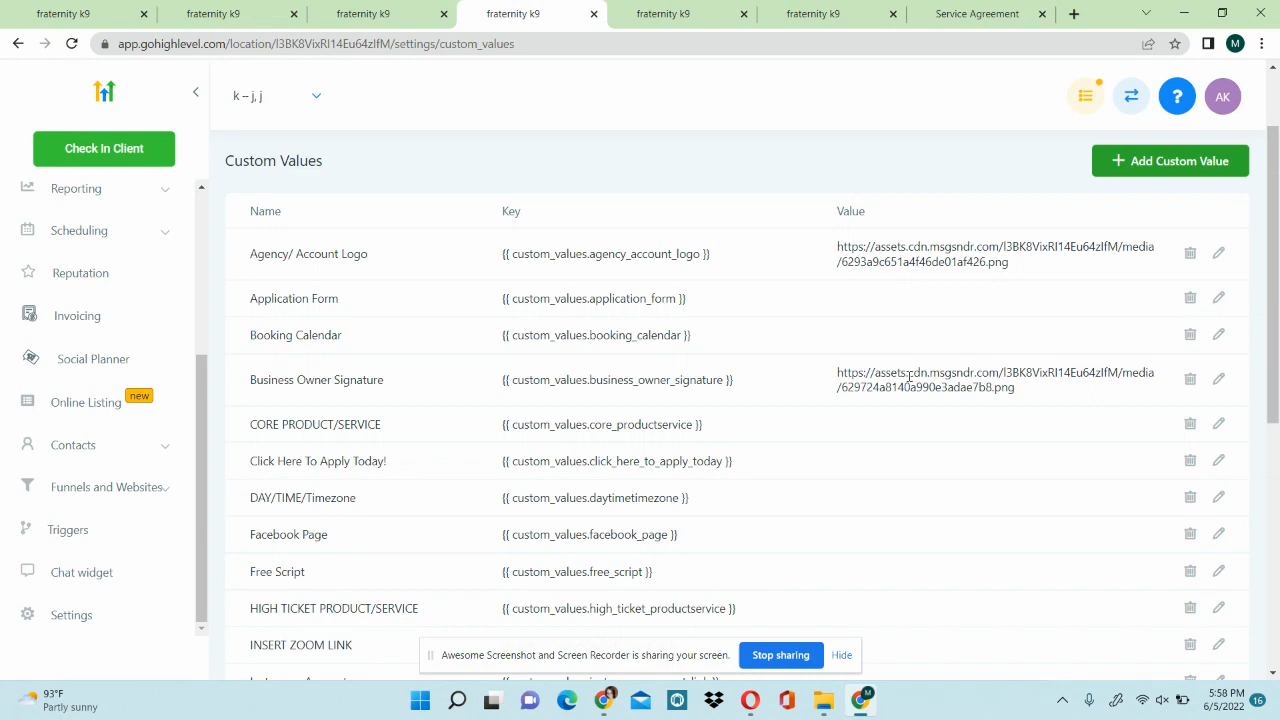 fraternity k9
fraternity k9
fraternity k9
fraternity k9
fraternity k9
fraternity k9
Service Agreement
app.gohighlevel.com/location/l3BK8VixRI14Eu64zIfM/settings/custom_values
M
k – j, j
?
AK
Check In Client
Reporting
Scheduling
Reputation
Invoicing
Social Planner
Online Listing new
Contacts
Funnels and Websites
Triggers
Chat widget
Settings
Custom Values
+ Add Custom Value
Name Key Value
Agency/ Account Logo {{ custom_values.agency_account_logo }} https://assets.cdn.msgsndr.com/l3BK8VixRI14Eu64zIfM/media
/6293a9c651a4f46de01af426.png
Application Form {{ custom_values.application_form }}
Booking Calendar {{ custom_values.booking_calendar }}
Business Owner Signature {{ custom_values.business_owner_signature }} https://assets.cdn.msgsndr.com/l3BK8VixRI14Eu64zIfM/media
/629724a8140a990e3adae7b8.png
CORE PRODUCT/SERVICE {{ custom_values.core_productservice }}
Click Here To Apply Today! {{ custom_values.click_here_to_apply_today }}
DAY/TIME/Timezone {{ custom_values.daytimetimezone }}
Facebook Page {{ custom_values.facebook_page }}
Free Script {{ custom_values.free_script }}
HIGH TICKET PRODUCT/SERVICE {{ custom_values.high_ticket_productservice }}
INSERT ZOOM LINK
Awesome Screenshot and Screen Recorder is sharing your screen. Stop sharing Hide
93°F
Partly sunny
M
5:58 PM
6/5/2022
16